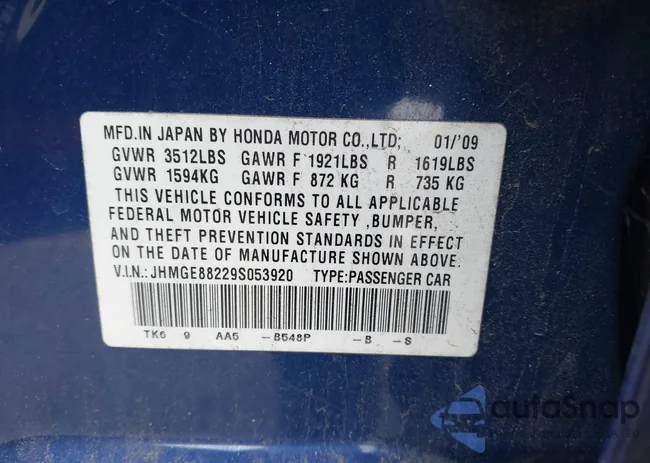 MFD.IN JAPAN BY HONDA MOTOR CO.,LTD; 01/'09
GVWR 3512LBS GAWR F 1921LBS R 1619LBS
GVWR 1594KG GAWR F 872 KG R 735 KG
THIS VEHICLE CONFORMS TO ALL APPLICABLE
FEDERAL MOTOR VEHICLE SAFETY ,BUMPER,
AND THEFT PREVENTION STANDARDS IN EFFECT
ON THE DATE OF MANUFACTURE SHOWN ABOVE.
V.I.N.: JHMGE88229S053920 TYPE:PASSENGER CAR
TK6 9 AA5 -B548P -B -S
autoSnap